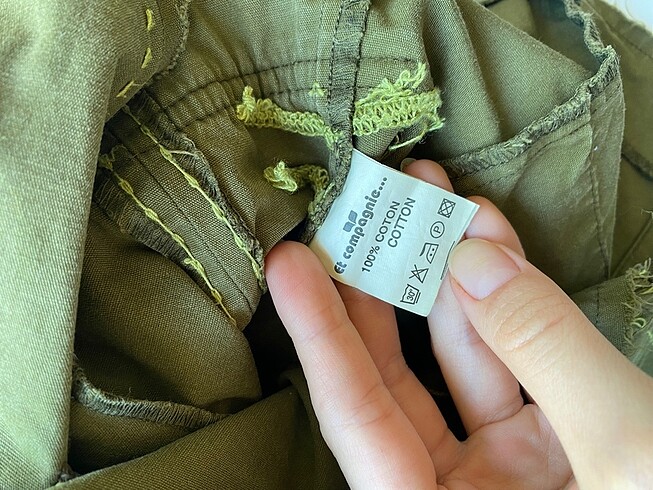 et compagnie...
100% COTON
COTTON
30°
P